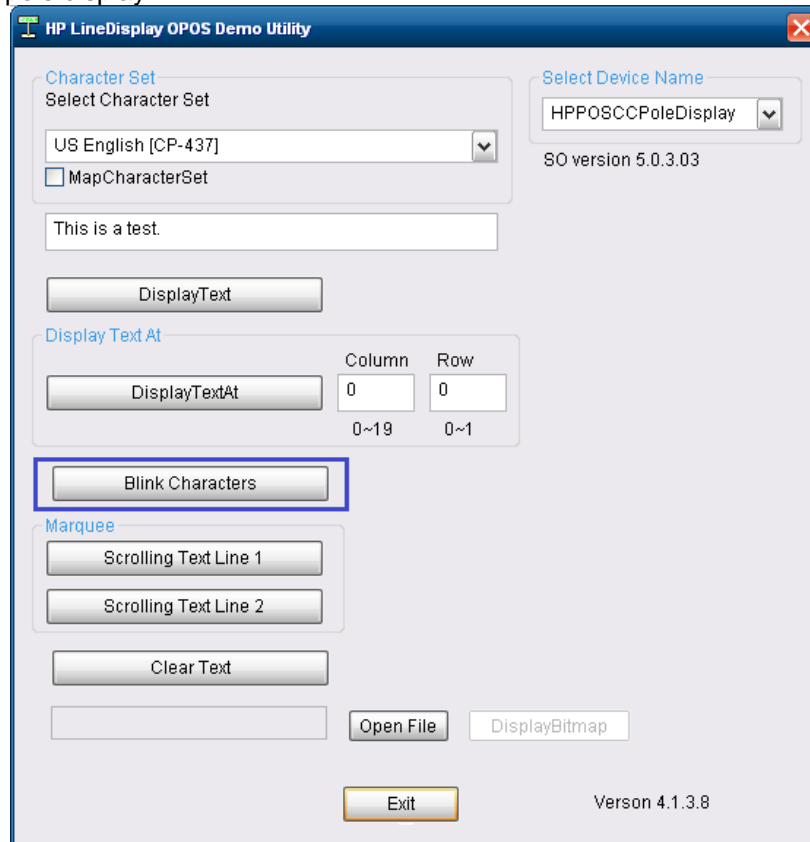 HP LineDisplay OPOS Demo Utility
Character Set
Select Character Set
US English [CP-437]
MapCharacterSet
Select Device Name
HPPOSCCPoleDisplay
SO version 5.0.3.03
This is a test.
DisplayText
Display Text At
Column Row
DisplayTextAt 0 0
0~19 0~1
Blink Characters
Marquee
Scrolling Text Line 1
Scrolling Text Line 2
Clear Text
Open File DisplayBitmap
Exit Verson 4.1.3.8